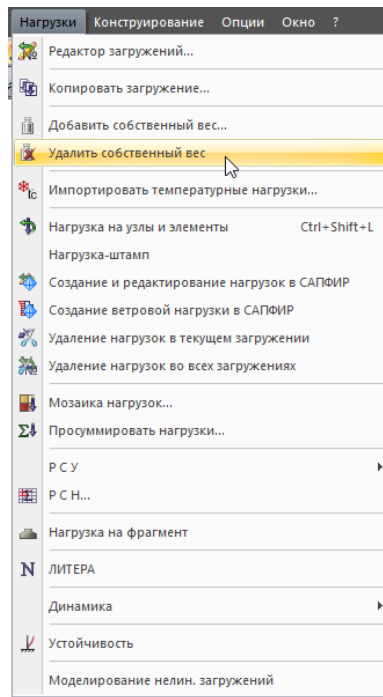 Нагрузки Конструирование Опции Окно ?
Редактор загружений...
Копировать загружение...
Добавить собственный вес...
Удалить собственный вес
Импортировать температурные нагрузки...
Нагрузка на узлы и элементы Ctrl+Shift+L
Нагрузка-штамп
Создание и редактирование нагрузок в САПФИР
Создание ветровой нагрузки в САПФИР
Удаление нагрузок в текущем загружении
Удаление нагрузок во всех загружениях
Мозаика нагрузок...
Просуммировать нагрузки...
Р С У
Р С Н...
Нагрузка на фрагмент
N ЛИТЕРА
Динамика
Устойчивость
Моделирование нелин. загружений